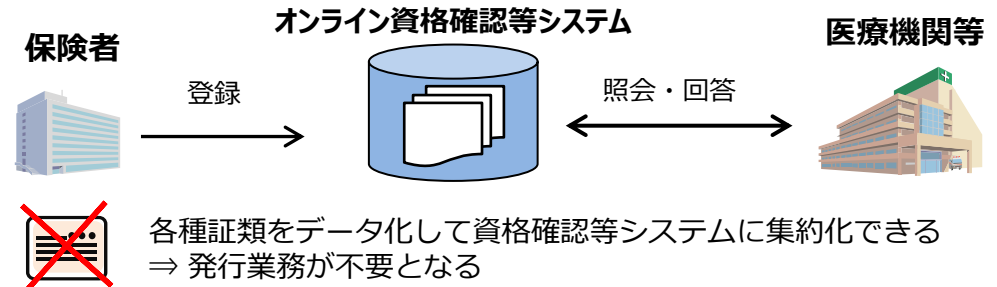 オンライン資格確認等システム
保険者
医療機関等
登録
照会・回答
各種証類をデータ化して資格確認等システムに集約化できる
⇒ 発行業務が不要となる